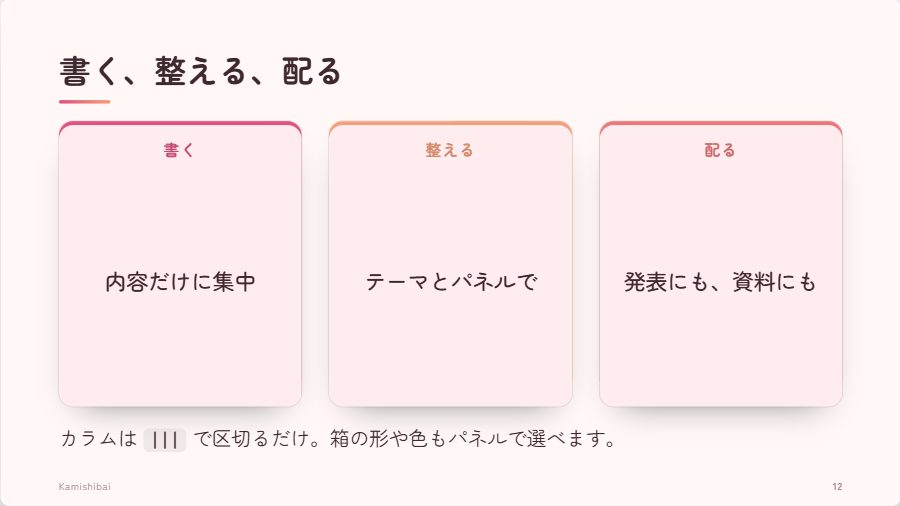 書く、整える、配る
書く
整える
配る
内容だけに集中
テーマとパネルで
発表にも、資料にも
カラムは ||| で区切るだけ。箱の形や色もパネルで選べます。
Kamishibai
12